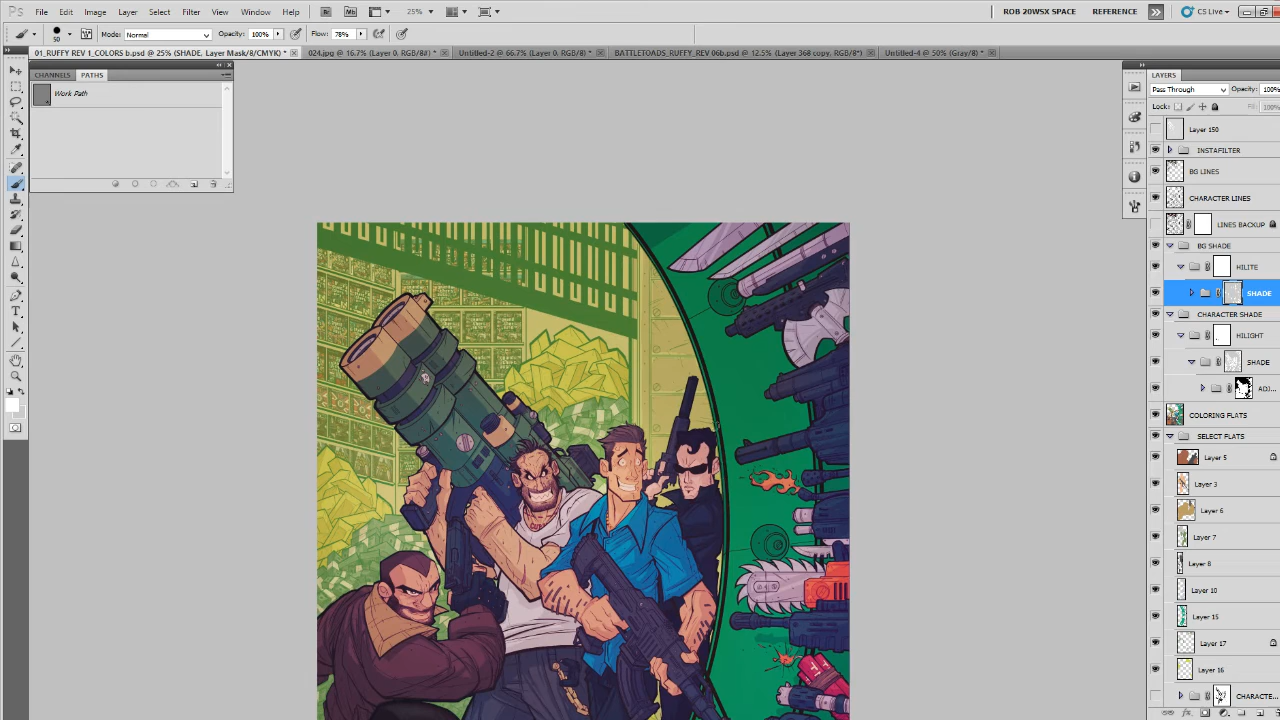 Ps File Edit Image Layer Select Filter View Window Help Br Mb 25% ROB 20WSX SPACE REFERENCE CS Live
50 Mode: Normal Opacity: 100% Flow: 78%
01_RUFFY REV 1_COLORS b.psd @ 25% (SHADE, Layer Mask/8/CMYK) * 024.jpg @ 16.7% (Layer 0, RGB/8#) * Untitled-2 @ 66.7% (Layer 0, RGB/8) * BATTLETOADS_RUFFY_REV 06b.psd @ 12.5% (Layer 368 copy, RGB/8*) Untitled-4 @ 50% (Gray/8) *
CHANNELS PATHS
Work Path
LAYERS
Pass Through Opacity: 100%
Lock: Fill: 100%
Layer 150
INSTAFILTER
BG LINES
CHARACTER LINES
LINES BACKUP
BG SHADE
HILITE
SHADE
CHARACTER SHADE
HILIGHT
SHADE
ADJ...
COLORING FLATS
SELECT FLATS
Layer 5
Layer 3
Layer 6
Layer 7
Layer 8
Layer 10
Layer 15
Layer 17
Layer 16
CHARACTE...